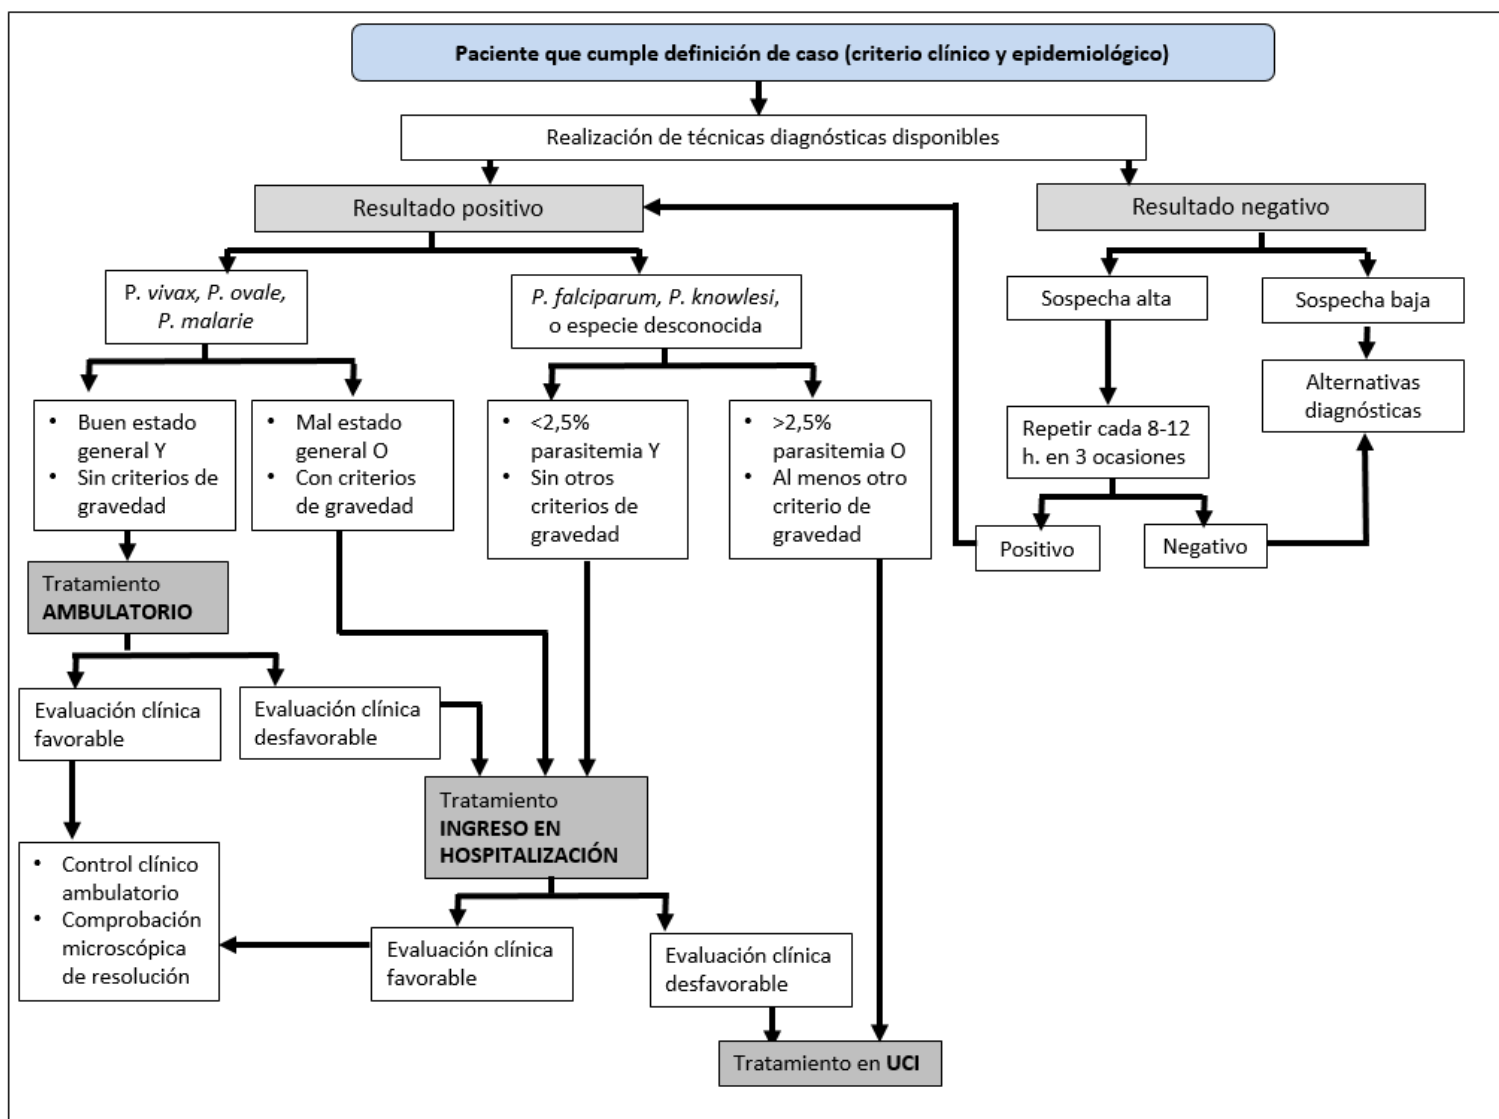 Paciente que cumple definición de caso (criterio clínico y epidemiológico)
Realización de técnicas diagnósticas disponibles
Resultado positivo
Resultado negativo
P. vivax, P. ovale,
P. malarie
P. falciparum, P. knowlesi,
o especie desconocida
Sospecha alta
Sospecha baja
• Buen estado
general Y
• Sin criterios de
gravedad
• Mal estado
general O
• Con criterios
de gravedad
• <2,5%
parasitemia Y
• Sin otros
criterios de
gravedad
• >2,5%
parasitemia O
• Al menos otro
criterio de
gravedad
Repetir cada 8-12
h. en 3 ocasiones
Alternativas
diagnósticas
Positivo
Negativo
Tratamiento
AMBULATORIO
Evaluación clínica
favorable
Evaluación clínica
desfavorable
Tratamiento
INGRESO EN
HOSPITALIZACIÓN
• Control clínico
ambulatorio
• Comprobación
microscópica
de resolución
Evaluación clínica
favorable
Evaluación clínica
desfavorable
Tratamiento en UCI